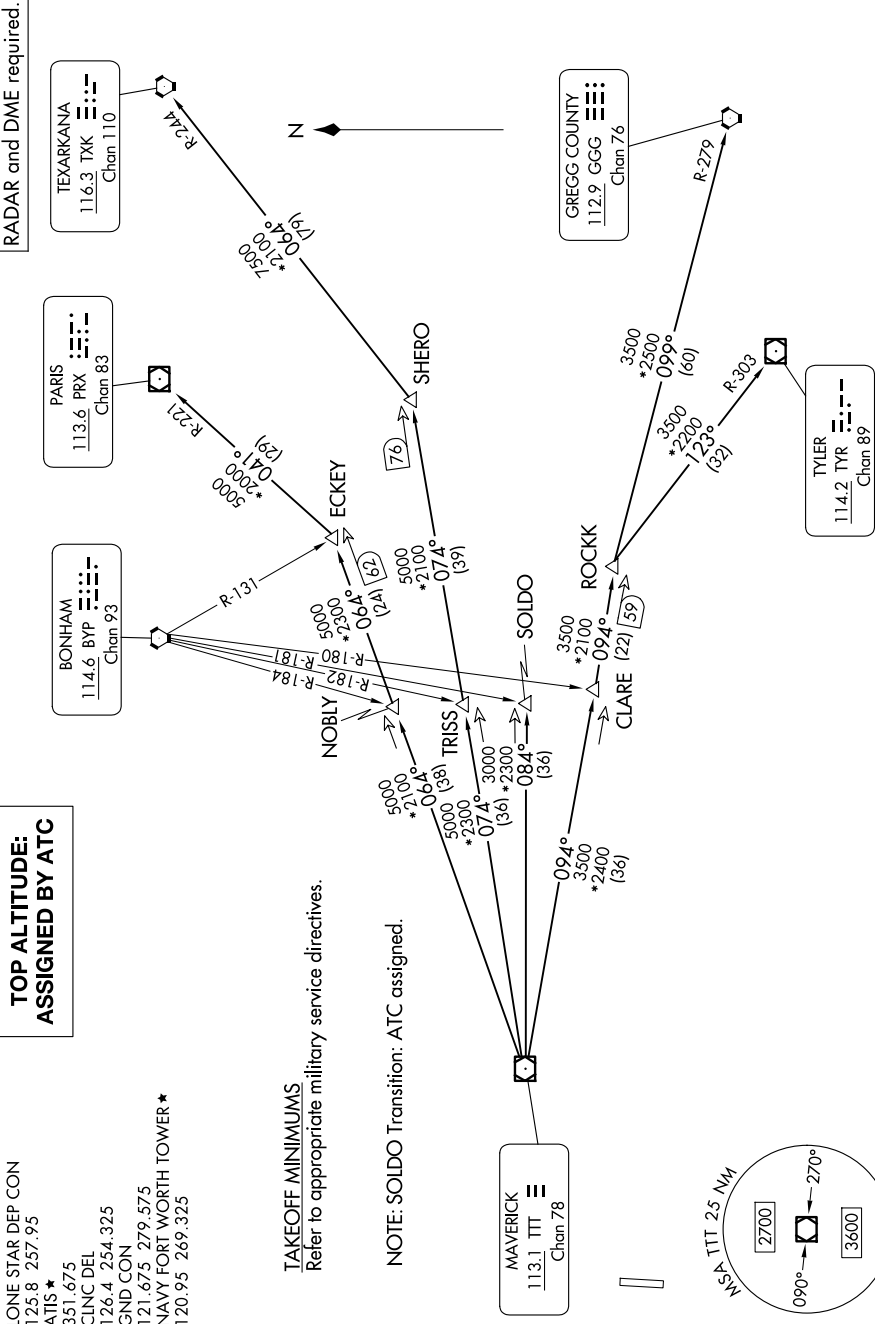 RADAR and DME required.
TOP ALTITUDE:
ASSIGNED BY ATC
LONE STAR DEP CON
125.8 257.95
ATIS ★
351.675
CLNC DEL
126.4 254.325
GND CON
121.675 279.575
NAVY FORT WORTH TOWER ★
120.95 269.325
TAKEOFF MINIMUMS
Refer to appropriate military service directives.
NOTE: SOLDO Transition: ATC assigned.
BONHAM
114.6 BYP
Chan 93
PARIS
113.6 PRX
Chan 83
TEXARKANA
116.3 TXK
Chan 110
GREGG COUNTY
112.9 GGG
Chan 76
TYLER
114.2 TYR
Chan 89
MAVERICK
113.1 TTT
Chan 78
N
R-244
7500
*2100
064°
(79)
SHERO
76
R-221
5000
*2000
041°
(29)
ECKEY
62
R-131
R-180
R-181
R-182
R-184
5000
*2300
064°
(24)
5000
*2100
074°
(39)
NOBLY
TRISS
SOLDO
CLARE
ROCKK
59
5000
*2100
064°
(38)
5000
*2300
074°
(36)
3000
*2300
084°
(36)
094°
3500
*2400
(36)
3500
*2100
094°
(22)
3500
*2500
099°
(60)
R-279
3500
*2200
123°
(32)
R-303
MSA TTT 25 NM
2700
090°
270°
3600